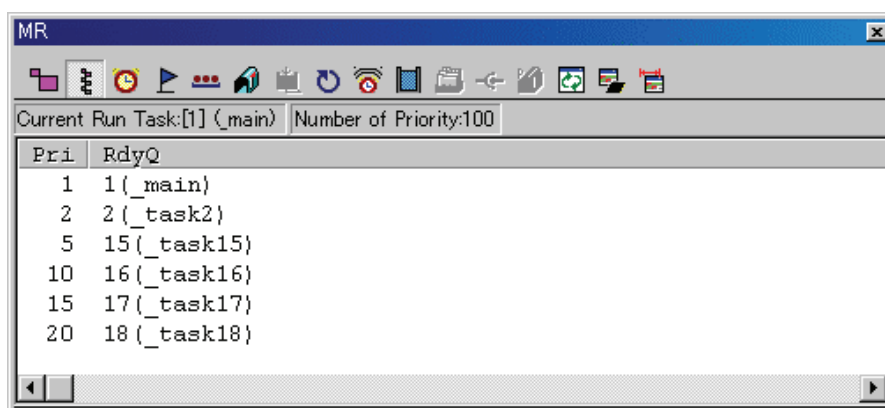 MR
Current Run Task:[1] (_main) Number of Priority:100
Pri RdyQ
1 1(_main)
2 2(_task2)
5 15(_task15)
10 16(_task16)
15 17(_task17)
20 18(_task18)